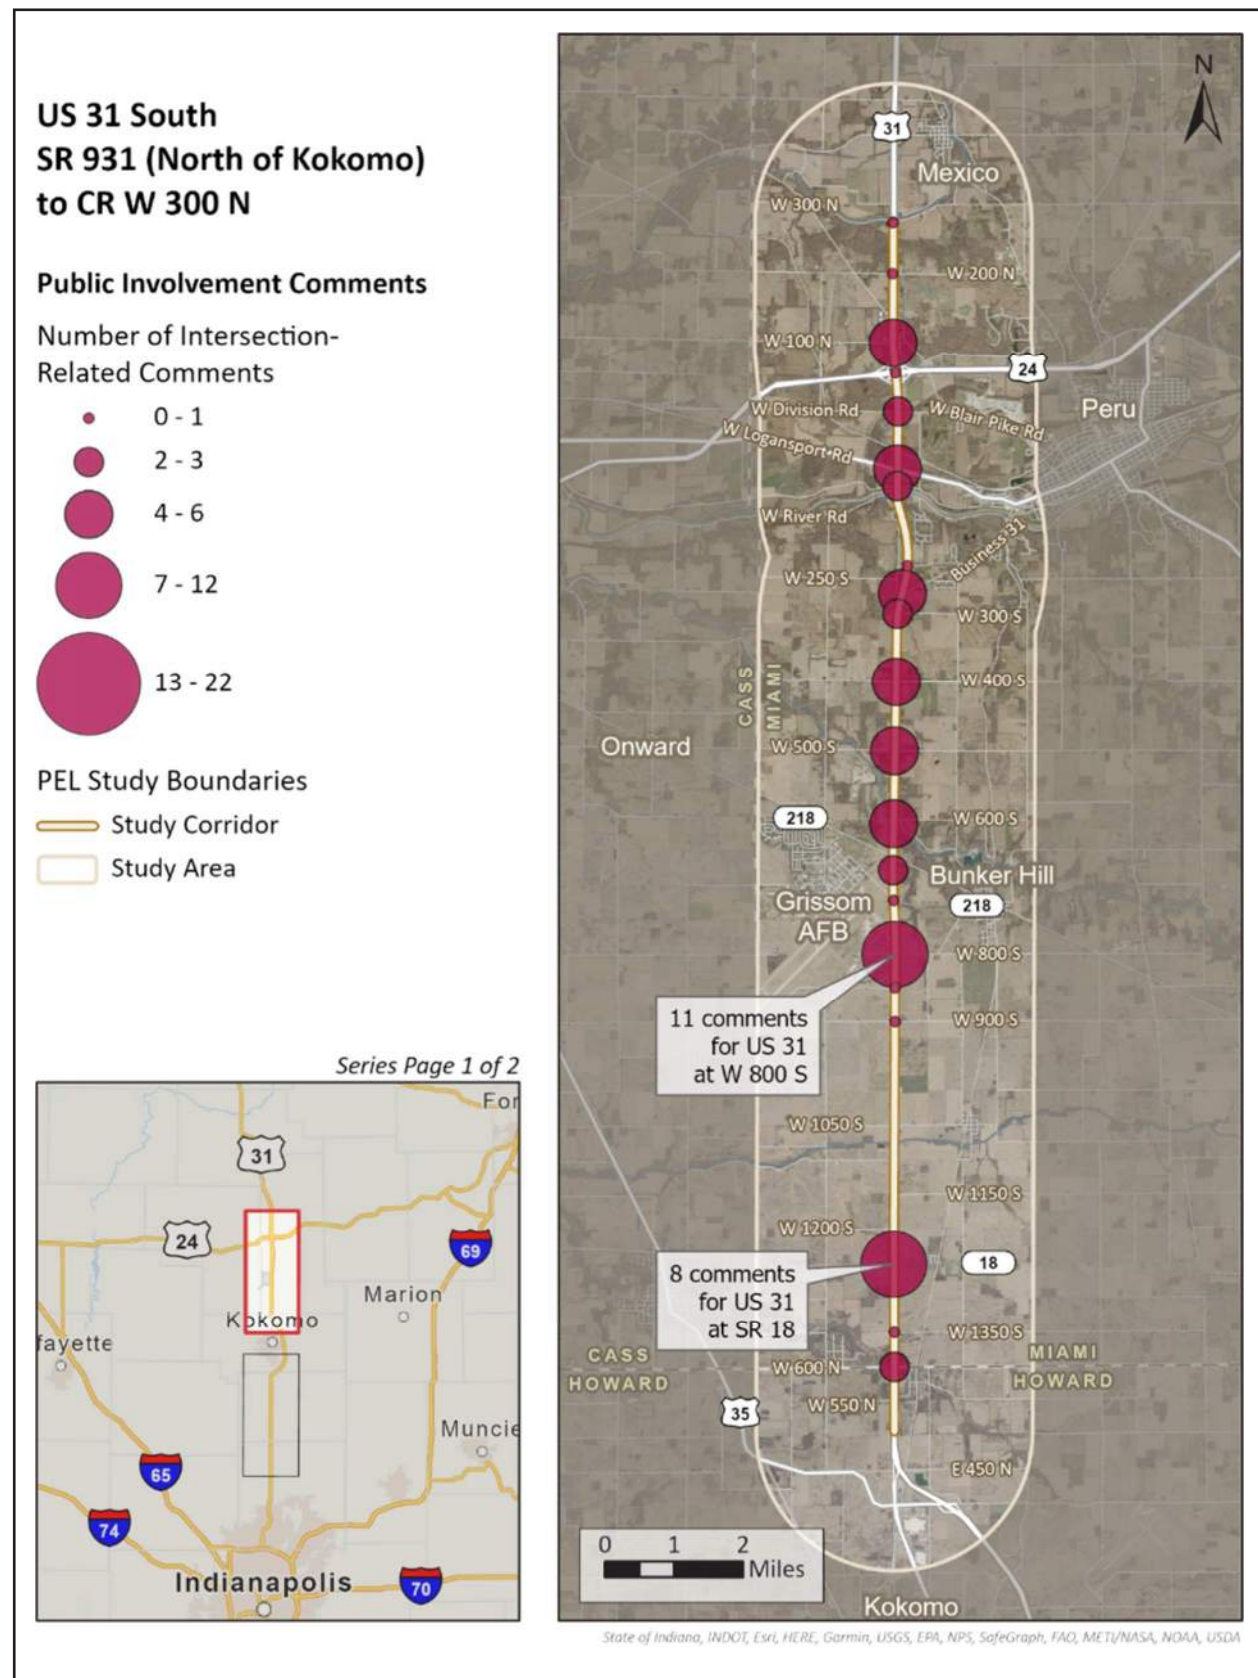 US 31 South
SR 931 (North of Kokomo)
to CR W 300 N
Public Involvement Comments
Number of Intersection-
Related Comments
0 - 1
2 - 3
4 - 6
7 - 12
13 - 22
PEL Study Boundaries
Study Corridor
Study Area
Series Page 1 of 2
For
31
24
69
Marion
Kokomo
fayette
Muncie
65
74
Indianapolis
70
N
31
Mexico
W 300 N
W 200 N
W 100 N
24
Peru
W Division Rd
W Blair Pike Rd
W Logansport Rd
W River Rd
Business 31
W 250 S
W 300 S
CASS
MIAMI
W 400 S
Onward
W 500 S
218
W 600 S
Bunker Hill
Grissom
AFB
218
W 800 S
11 comments
for US 31
at W 800 S
W 900 S
W 1050 S
W 1150 S
W 1200 S
18
8 comments
for US 31
at SR 18
W 1350 S
CASS
HOWARD
W 600 N
MIAMI
HOWARD
W 550 N
35
E 450 N
0 1 2
Miles
Kokomo
State of Indiana, INDOT, Esri, HERE, Garmin, USGS, EPA, NPS, SafeGraph, FAO, METI/NASA, NOAA, USDA